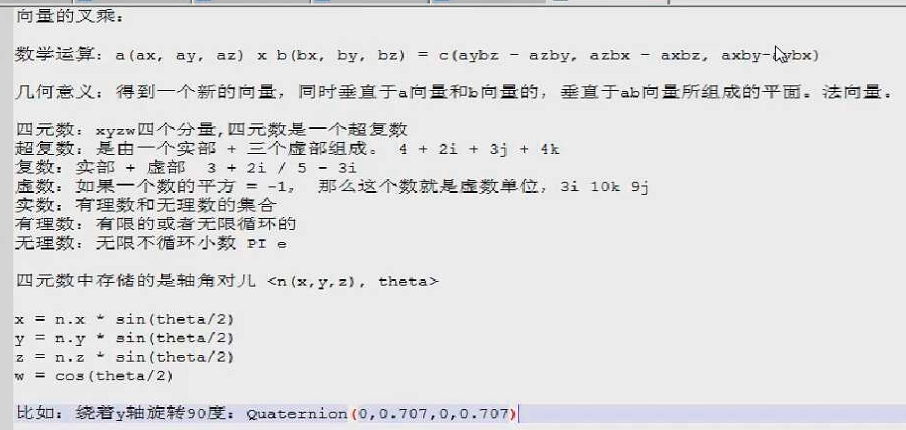 向量的叉乘：
数学运算：a(ax, ay, az) x b(bx, by, bz) = c(aybz - azby, azbx - axbz, axby-aybx)
几何意义：得到一个新的向量，同时垂直于a向量和b向量的，垂直于ab向量所组成的平面。法向量。
四元数：xyzw四个分量,四元数是一个超复数
超复数：是由一个实部 + 三个虚部组成。 4 + 2i + 3j + 4k
复数：实部 + 虚部  3 + 2i / 5 - 3i
虚数：如果一个数的平方 = -1， 那么这个数就是虚数单位，3i 10k 9j
实数：有理数和无理数的集合
有理数：有限的或者无限循环的
无理数：无限不循环小数 PI e
四元数中存储的是轴角对儿 <n(x,y,z), theta>
x = n.x * sin(theta/2)
y = n.y * sin(theta/2)
z = n.z * sin(theta/2)
w = cos(theta/2)
比如：绕着y轴旋转90度：Quaternion(0,0.707,0,0.707)